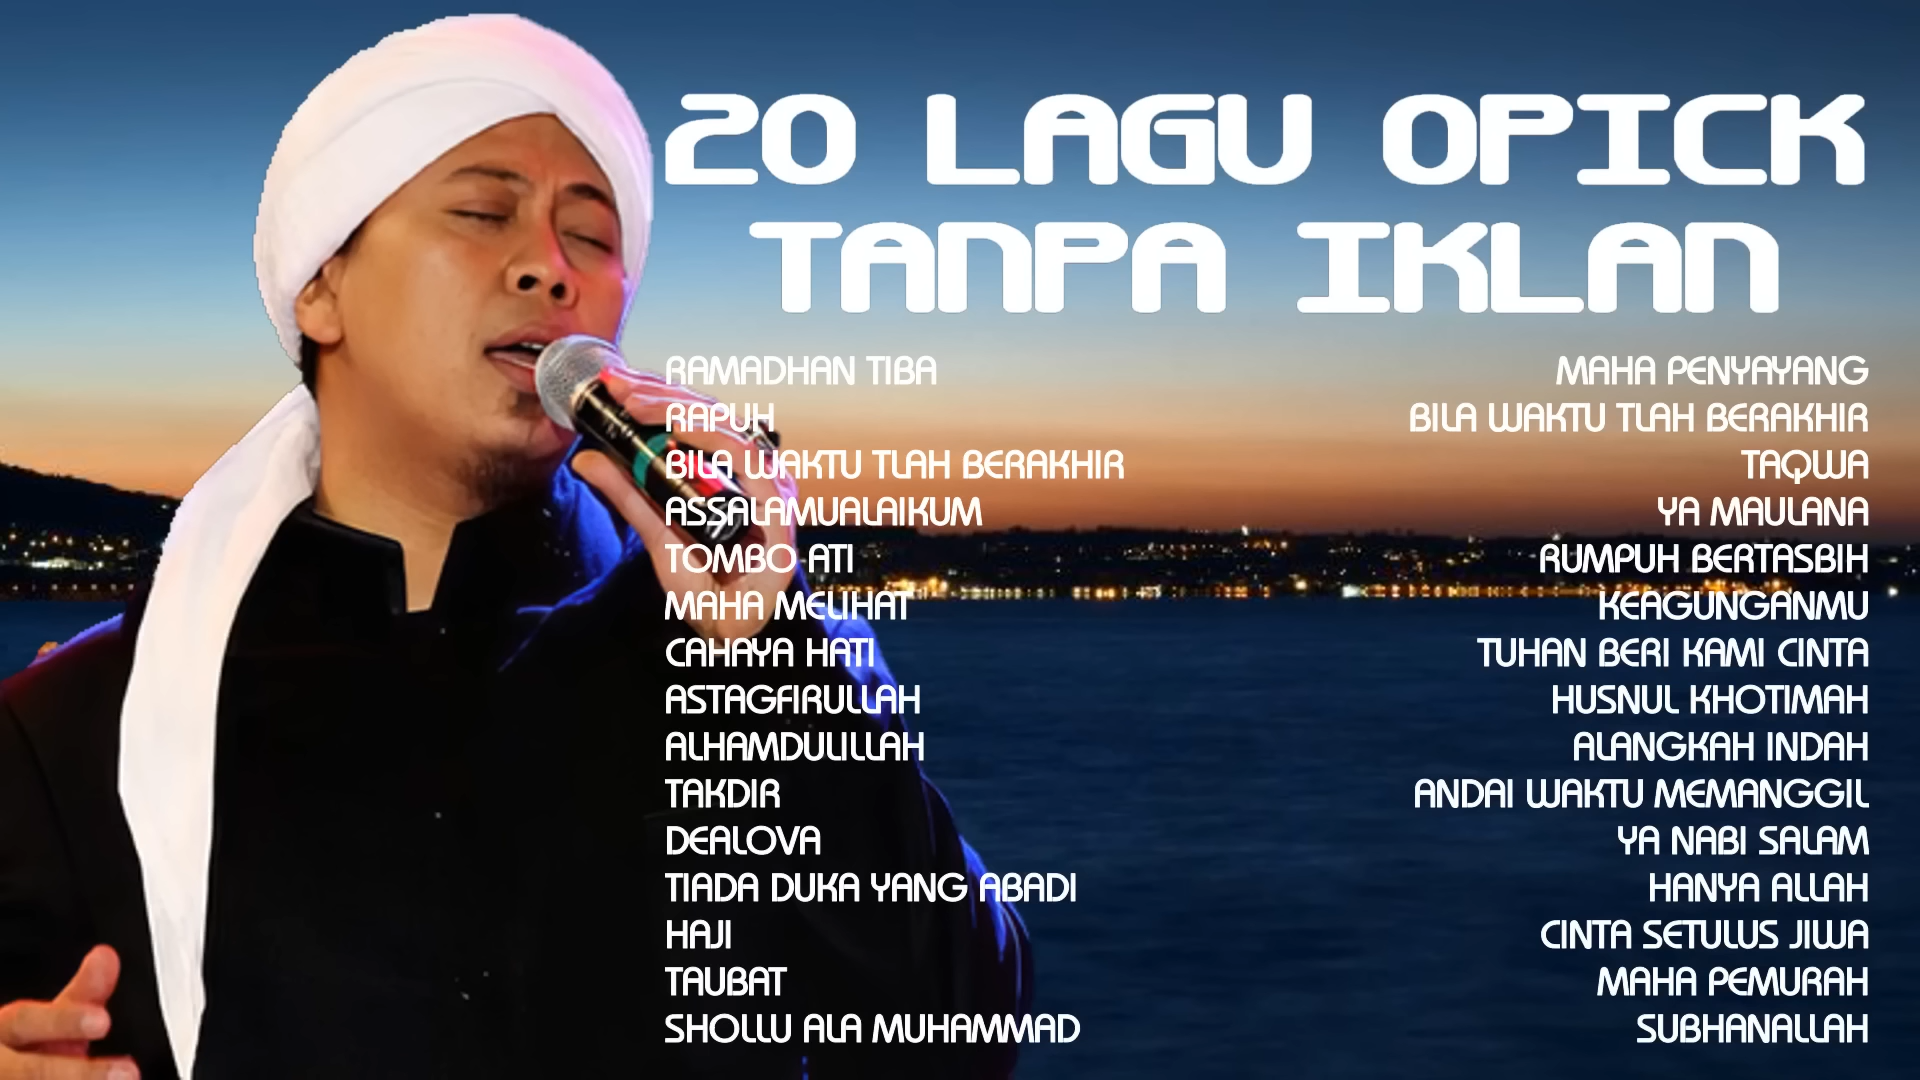 20 LAGU OPICK
TANPA IKLAN
RAMADHAN TIBA
RAPUH
BILA WAKTU TLAH BERAKHIR
ASSALAMUALAIKUM
TOMBO ATI
MAHA MELIHAT
CAHAYA HATI
ASTAGFIRULLAH
ALHAMDULILLAH
TAKDIR
DEALOVA
TIADA DUKA YANG ABADI
HAJI
TAUBAT
SHOLLU ALA MUHAMMAD
MAHA PENYAYANG
BILA WAKTU TLAH BERAKHIR
TAQWA
YA MAULANA
RUMPUH BERTASBIH
KEAGUNGANMU
TUHAN BERI KAMI CINTA
HUSNUL KHOTIMAH
ALANGKAH INDAH
ANDAI WAKTU MEMANGGIL
YA NABI SALAM
HANYA ALLAH
CINTA SETULUS JIWA
MAHA PEMURAH
SUBHANALLAH